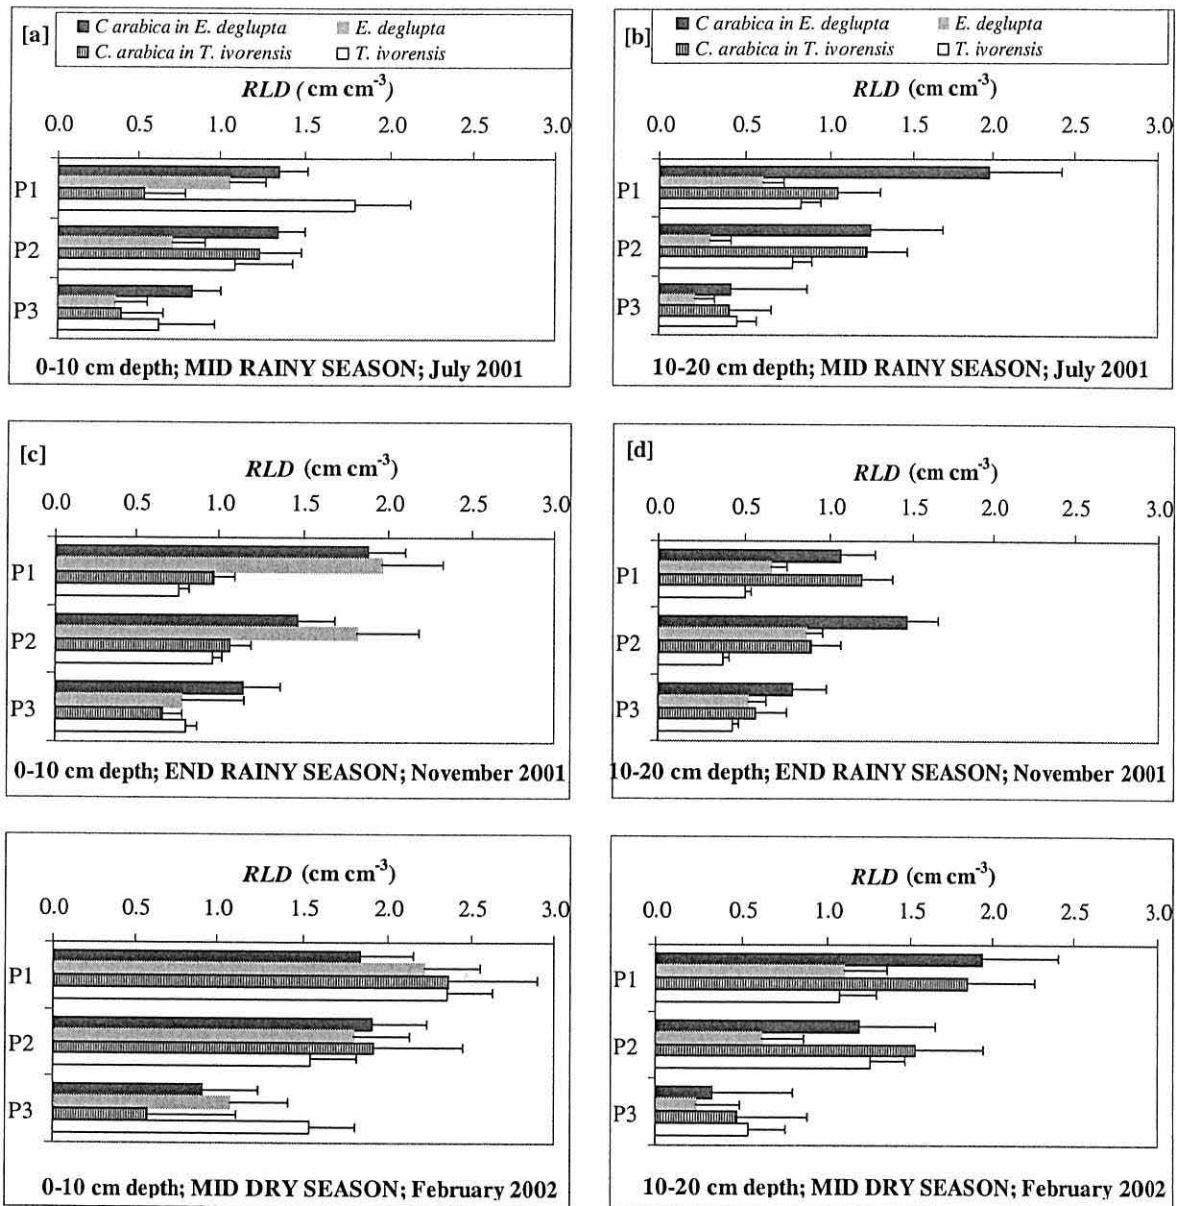 [a]
C arabica in E. deglupta E. deglupta
C. arabica in T. ivorensis T. ivorensis
RLD ( cm cm-3)
0.0 0.5 1.0 1.5 2.0 2.5 3.0
P1
P2
P3
0-10 cm depth; MID RAINY SEASON; July 2001
[b]
C arabica in E. deglupta E. deglupta
C. arabica in T. ivorensis T. ivorensis
RLD (cm cm-3)
0.0 0.5 1.0 1.5 2.0 2.5 3.0
P1
P2
P3
10-20 cm depth; MID RAINY SEASON; July 2001
[c]
RLD (cm cm-3)
0.0 0.5 1.0 1.5 2.0 2.5 3.0
P1
P2
P3
0-10 cm depth; END RAINY SEASON; November 2001
[d]
RLD (cm cm-3)
0.0 0.5 1.0 1.5 2.0 2.5 3.0
P1
P2
P3
10-20 cm depth; END RAINY SEASON; November 2001
RLD (cm cm-3)
0.0 0.5 1.0 1.5 2.0 2.5 3.0
P1
P2
P3
0-10 cm depth; MID DRY SEASON; February 2002
RLD (cm cm-3)
0.0 0.5 1.0 1.5 2.0 2.5 3.0
P1
P2
P3
10-20 cm depth; MID DRY SEASON; February 2002